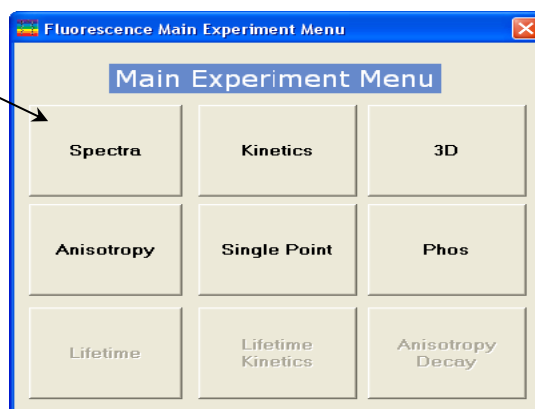 Fluorescence Main Experiment Menu
Main Experiment Menu
Spectra
Kinetics
3D
Anisotropy
Single Point
Phos
Lifetime
Lifetime
Kinetics
Anisotropy
Decay